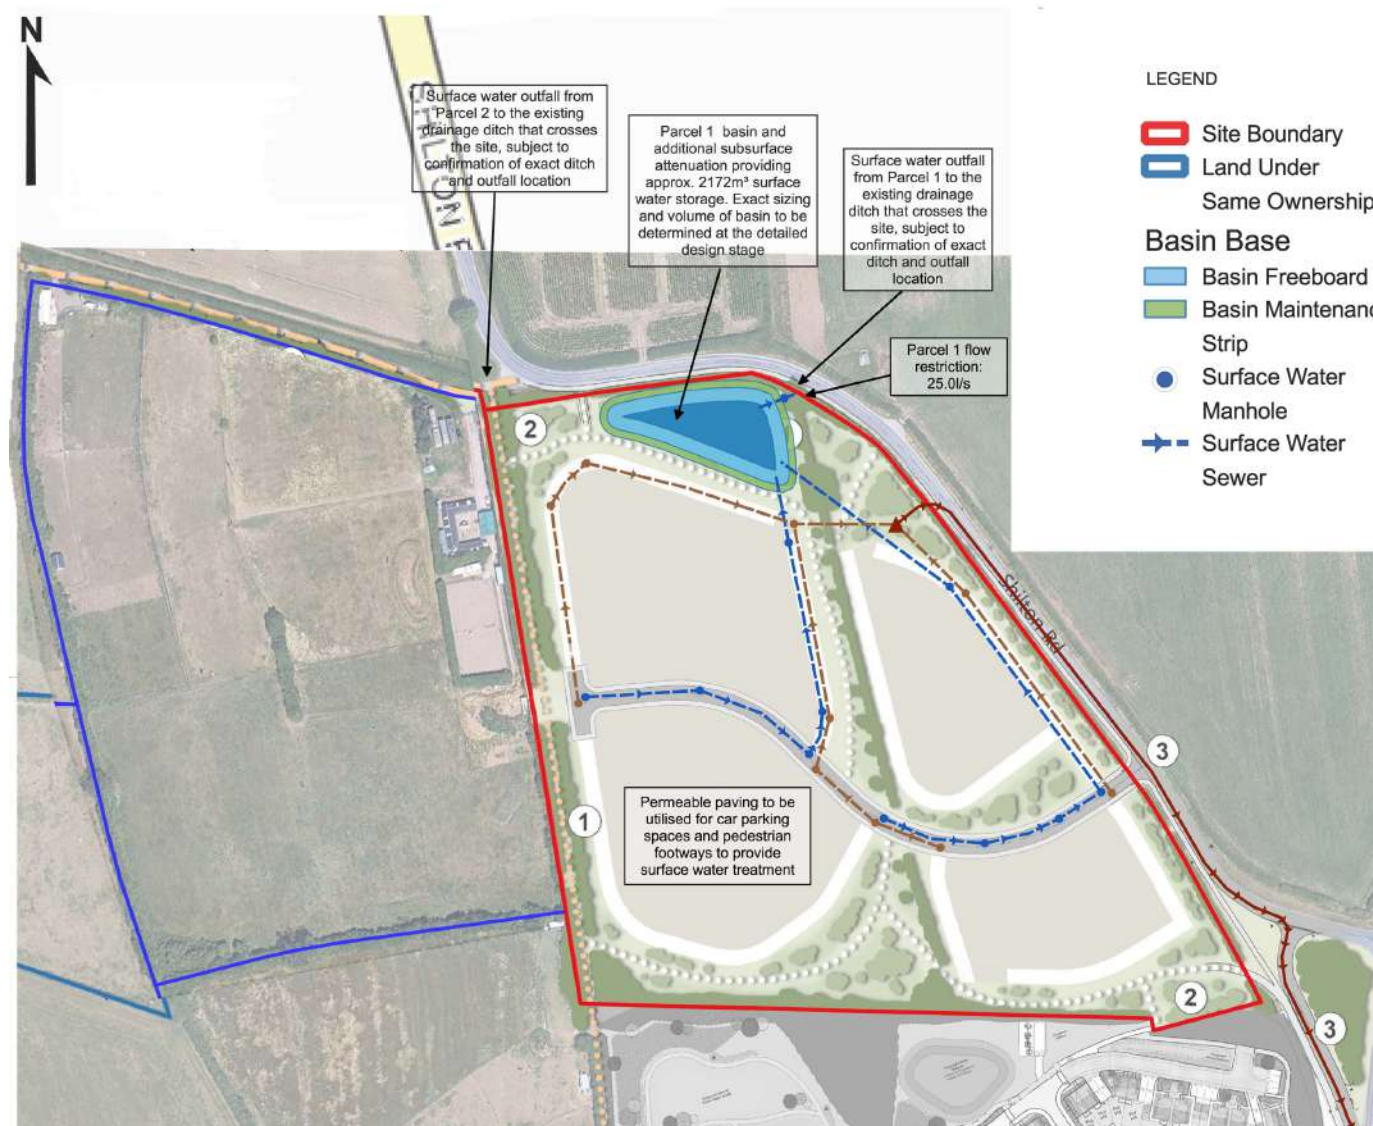 N
SHILTON R
Surface water outfall from
Parcel 2 to the existing
drainage ditch that crosses
the site, subject to
confirmation of exact ditch
and outfall location
Parcel 1 basin and
additional subsurface
attenuation providing
approx. 2172m³ surface
water storage. Exact sizing
and volume of basin to be
determined at the detailed
design stage
Surface water outfall
from Parcel 1 to the
existing drainage
ditch that crosses the
site, subject to
confirmation of exact
ditch and outfall
location
Parcel 1 flow
restriction:
25.0l/s
LEGEND
Site Boundary
Land Under
Same Ownership
Basin Base
Basin Freeboard
Basin Maintenanc
Strip
Surface Water
Manhole
Surface Water
Sewer
2
Shilton Rd
3
1
Permeable paving to be
utilised for car parking
spaces and pedestrian
footways to provide
surface water treatment
2
3